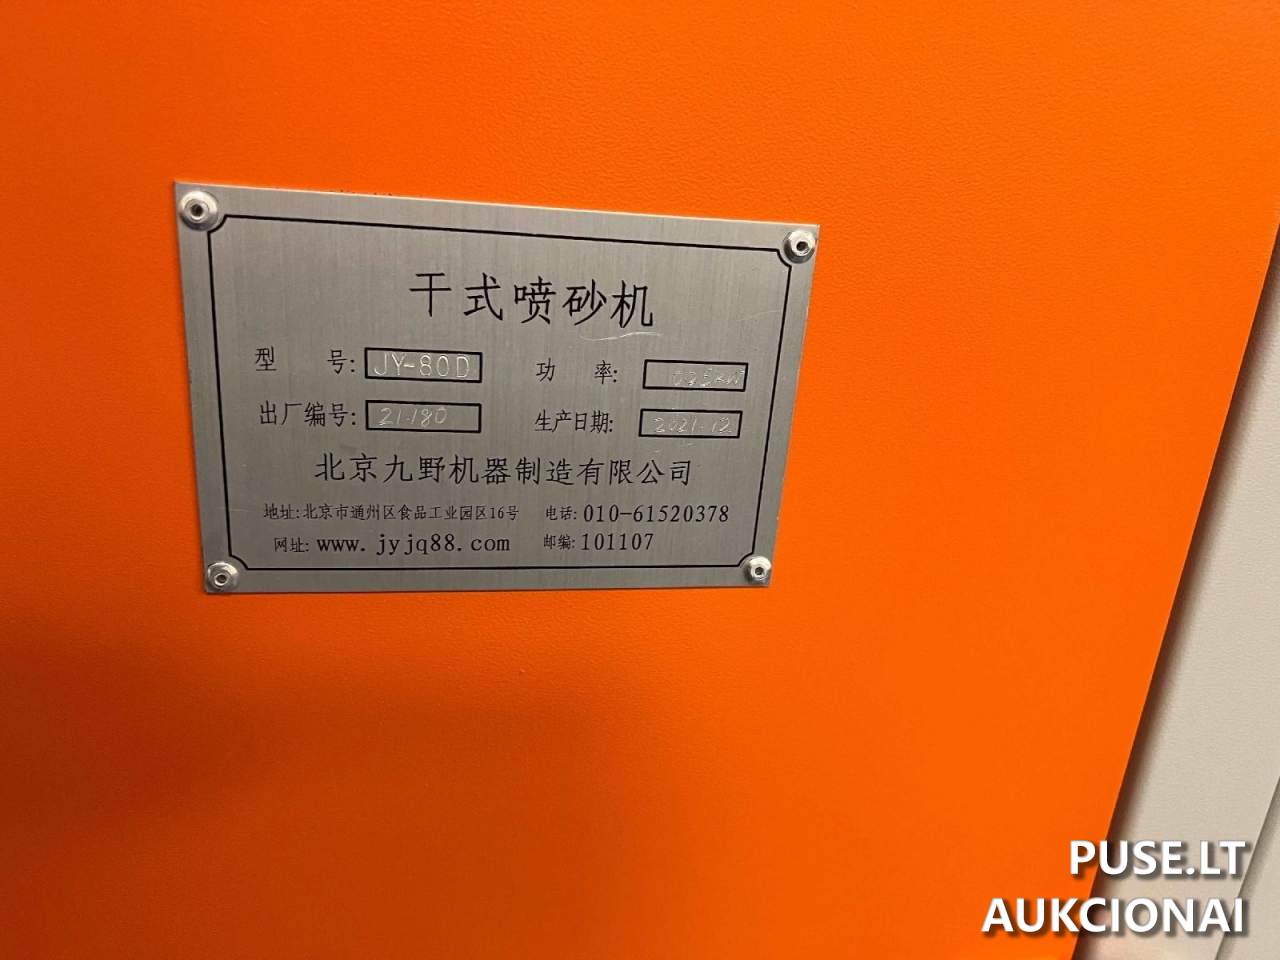 干式喷砂机
型 号: JY-80D 功 率:
出厂编号: 21-180 生产日期: 2021-12
北京九野机器制造有限公司
地址:北京市通州区食品工业园区16号 电话: 010-61520378
网址: www.jyjq88.com 邮编: 101107
PUSE.LT
AUKCIONAI